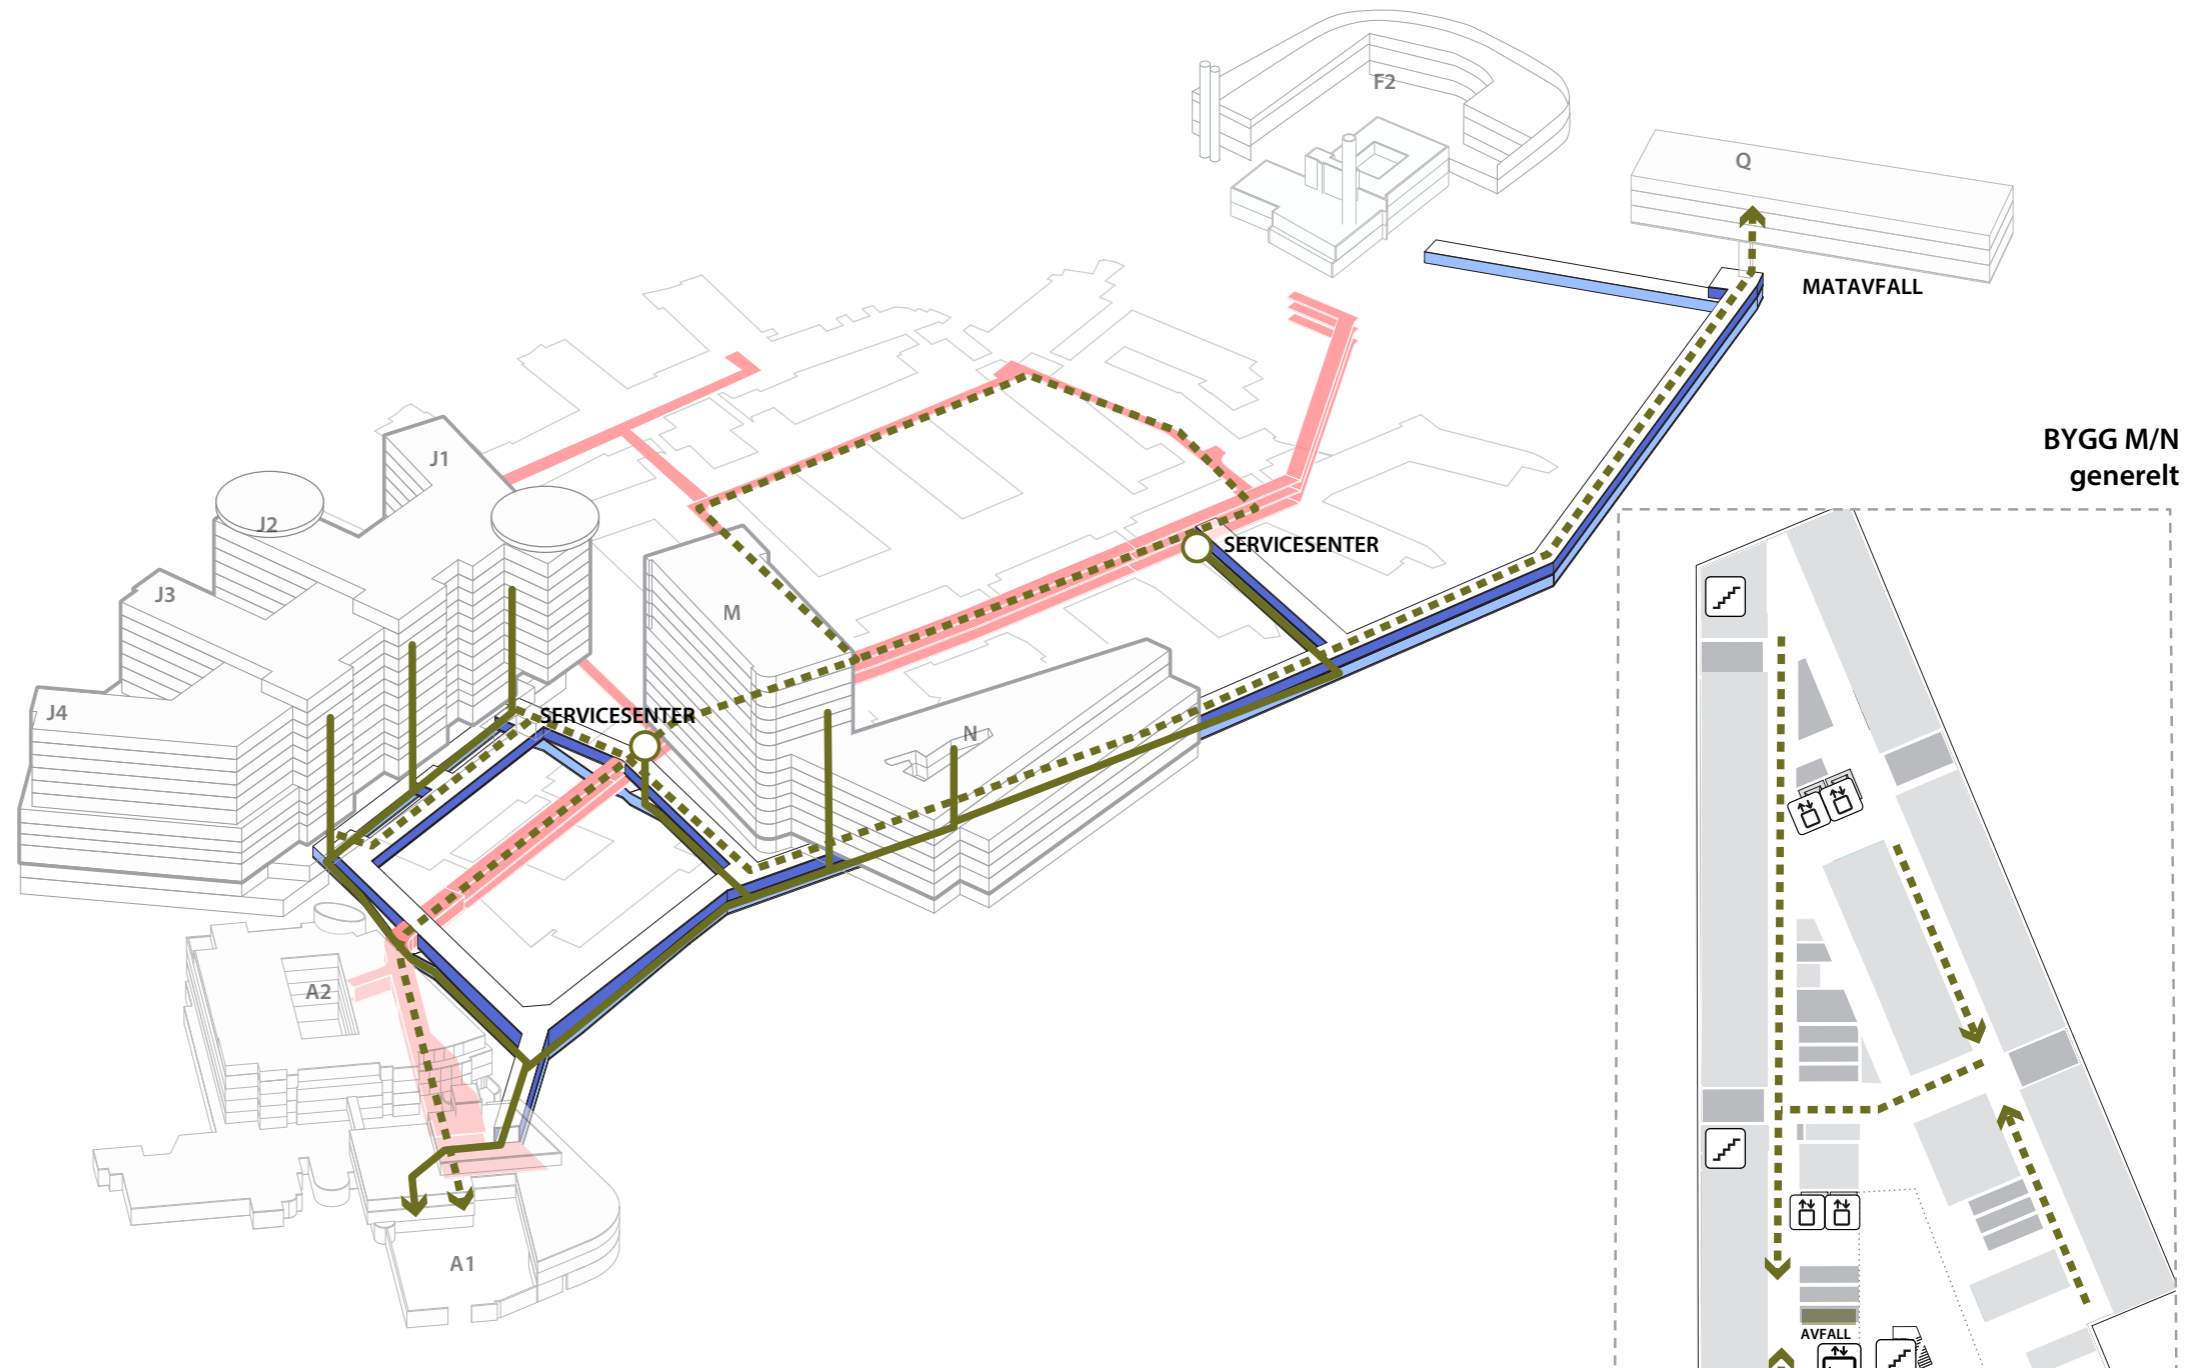 F2
Q
MATAVFALL
BYGG M/N
generelt
J1
J2
SERVICESENTER
J3
M
J4
SERVICESENTER
N
A2
A1
AVFALL